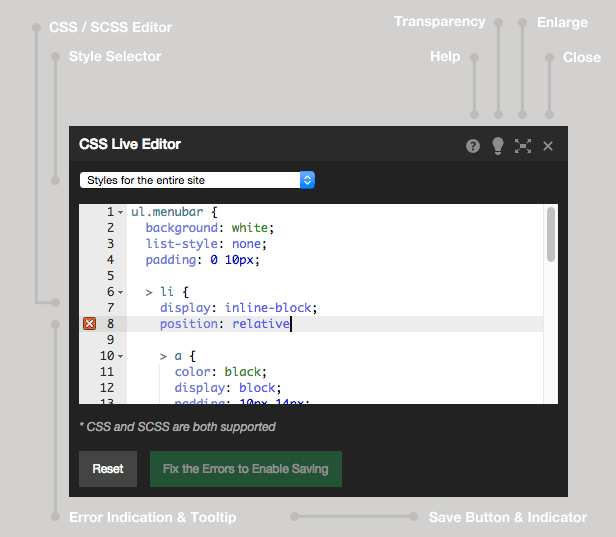 CSS / SCSS Editor
Style Selector
Transparency
Enlarge
Help
Close
CSS Live Editor
?
Styles for the entire site
1 ul.menubar {
2 background: white;
3 list-style: none;
4 padding: 0 10px;
5
6 > li {
7 display: inline-block;
8 position: relative
9
10 > a {
11 color: black;
12 display: block;
13 padding: 10px 14px;
* CSS and SCSS are both supported
Reset
Fix the Errors to Enable Saving
Error Indication & Tooltip
Save Button & Indicator